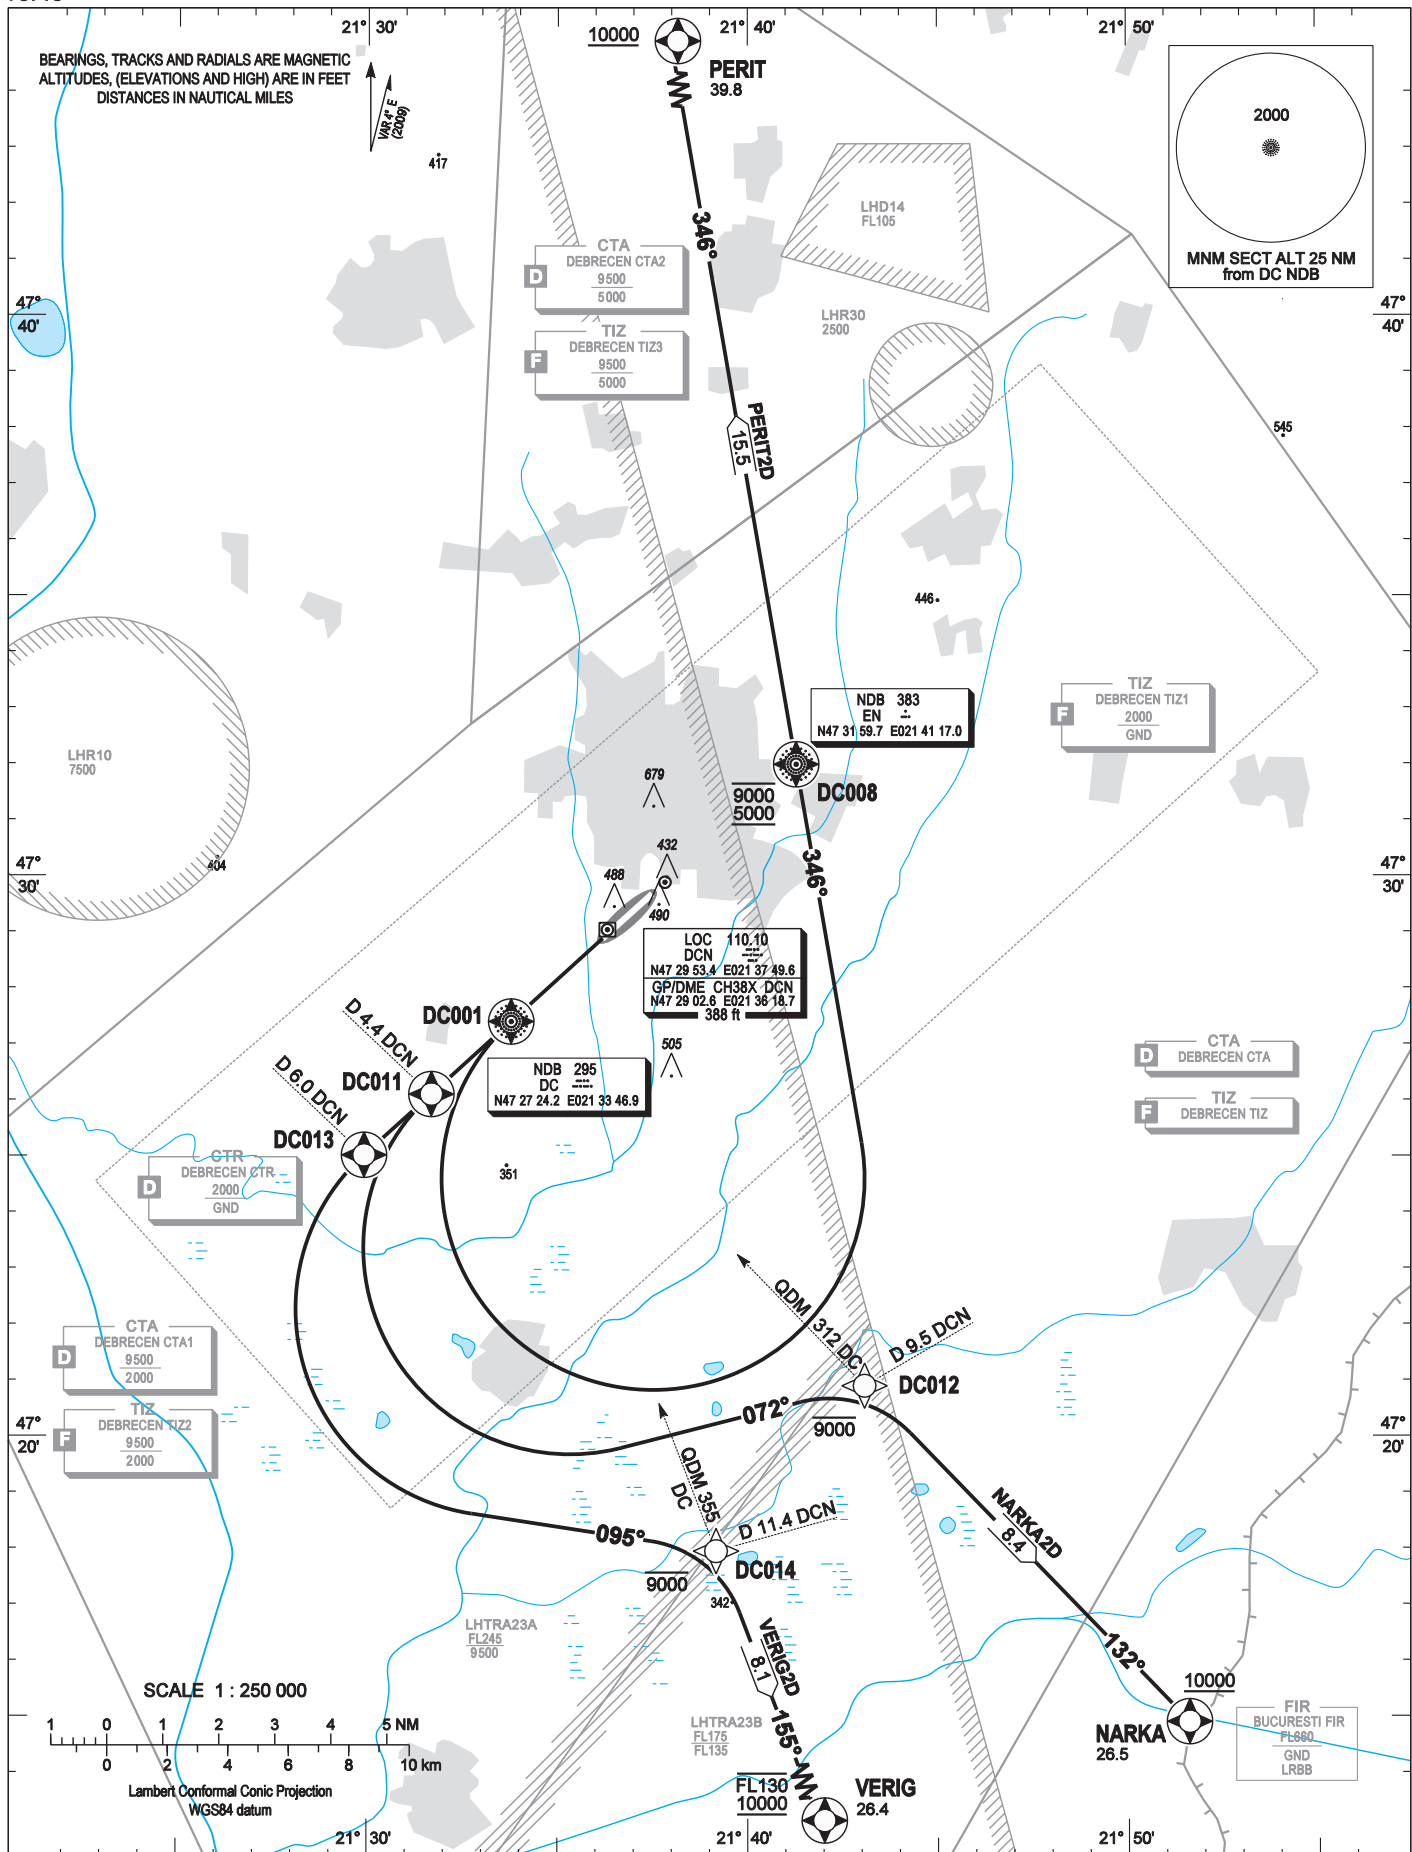 21° 30'
21° 40'
21° 50'
BEARINGS, TRACKS AND RADIALS ARE MAGNETIC
ALTITUDES, (ELEVATIONS AND HIGH) ARE IN FEET
DISTANCES IN NAUTICAL MILES
VAR 4° E
(2009)
10000
PERIT
39.8
2000
MNM SECT ALT 25 NM
from DC NDB
417
346°
LHD14
FL105
CTA
DEBRECEN CTA2
D
9500
5000
TIZ
DEBRECEN TIZ3
F
9500
5000
LHR30
2500
47°
40'
47°
40'
PERIT2D
15.5
545
446
NDB 383
EN
N47 31 59.7 E021 41 17.0
TIZ
DEBRECEN TIZ1
F
2000
GND
LHR10
7500
679
9000
5000
DC008
432
488
490
346°
404
47°
30'
47°
30'
LOC 110.10
DCN
N47 29 53.4 E021 37 49.6
GP/DME CH38X DCN
N47 29 02.6 E021 36 18.7
388 ft
DC001
D 4.4 DCN
505
NDB 295
DC
N47 27 24.2 E021 33 46.9
DC011
D 6.0 DCN
DC013
CTA
D
DEBRECEN CTA
TIZ
F
DEBRECEN TIZ
CTR
DEBRECEN CTR
D
2000
GND
351
QDM 312 DC
D 9.5 DCN
DC012
CTA
DEBRECEN CTA1
D
9500
2000
TIZ
DEBRECEN TIZ2
F
9500
2000
47°
20'
47°
20'
072°
9000
QDM 355
DC
D 11.4 DCN
NARKA2D
8.4
095°
9000
DC014
342
LHTRA23A
FL245
9500
VERIG2D
8.1
132°
10000
NARKA
26.5
SCALE 1 : 250 000
1 0 1 2 3 4 5 NM
0 2 4 6 8 10 km
Lambert Conformal Conic Projection
WGS84 datum
LHTRA23B
FL175
FL135
155°
FL130
10000
VERIG
26.4
FIR
BUCURESTI FIR
FL660
GND
LRBB
21° 30'
21° 40'
21° 50'